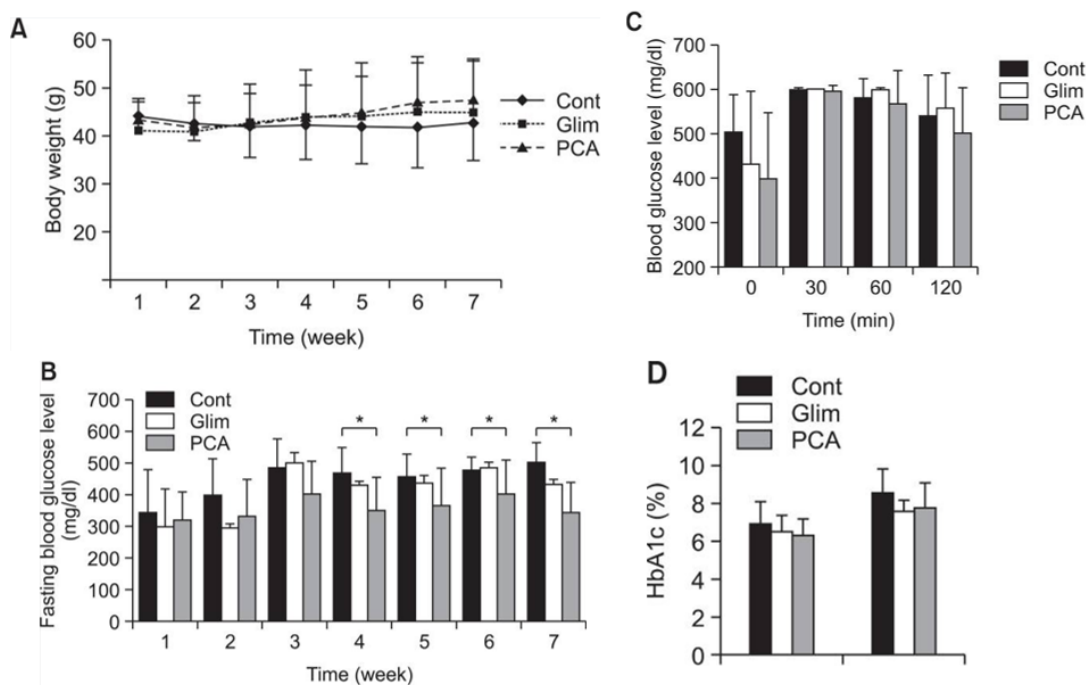 A
60
50
40
30
20
Body weight (g)
1 2 3 4 5 6 7
Time (week)
Cont
Glim
PCA
B
700
600
500
400
300
200
100
0
Fasting blood glucose level
(mg/dl)
Cont
Glim
PCA
* * * *
1 2 3 4 5 6 7
Time (week)
C
700
600
500
400
300
200
Blood glucose level (mg/dl)
0 30 60 120
Time (min)
Cont
Glim
PCA
D
Cont
Glim
PCA
12
10
8
6
4
2
0
HbA1c (%)